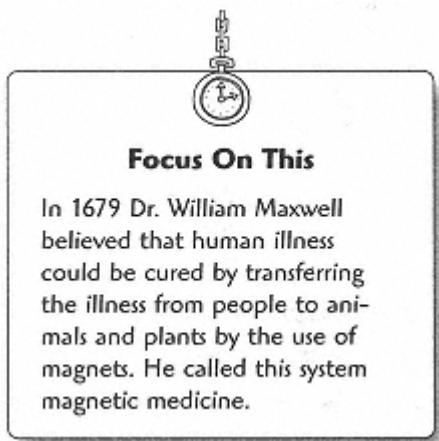 Focus On This
In 1679 Dr. William Maxwell
believed that human illness
could be cured by transferring
the illness from people to ani-
mals and plants by the use of
magnets. He called this system
magnetic medicine.